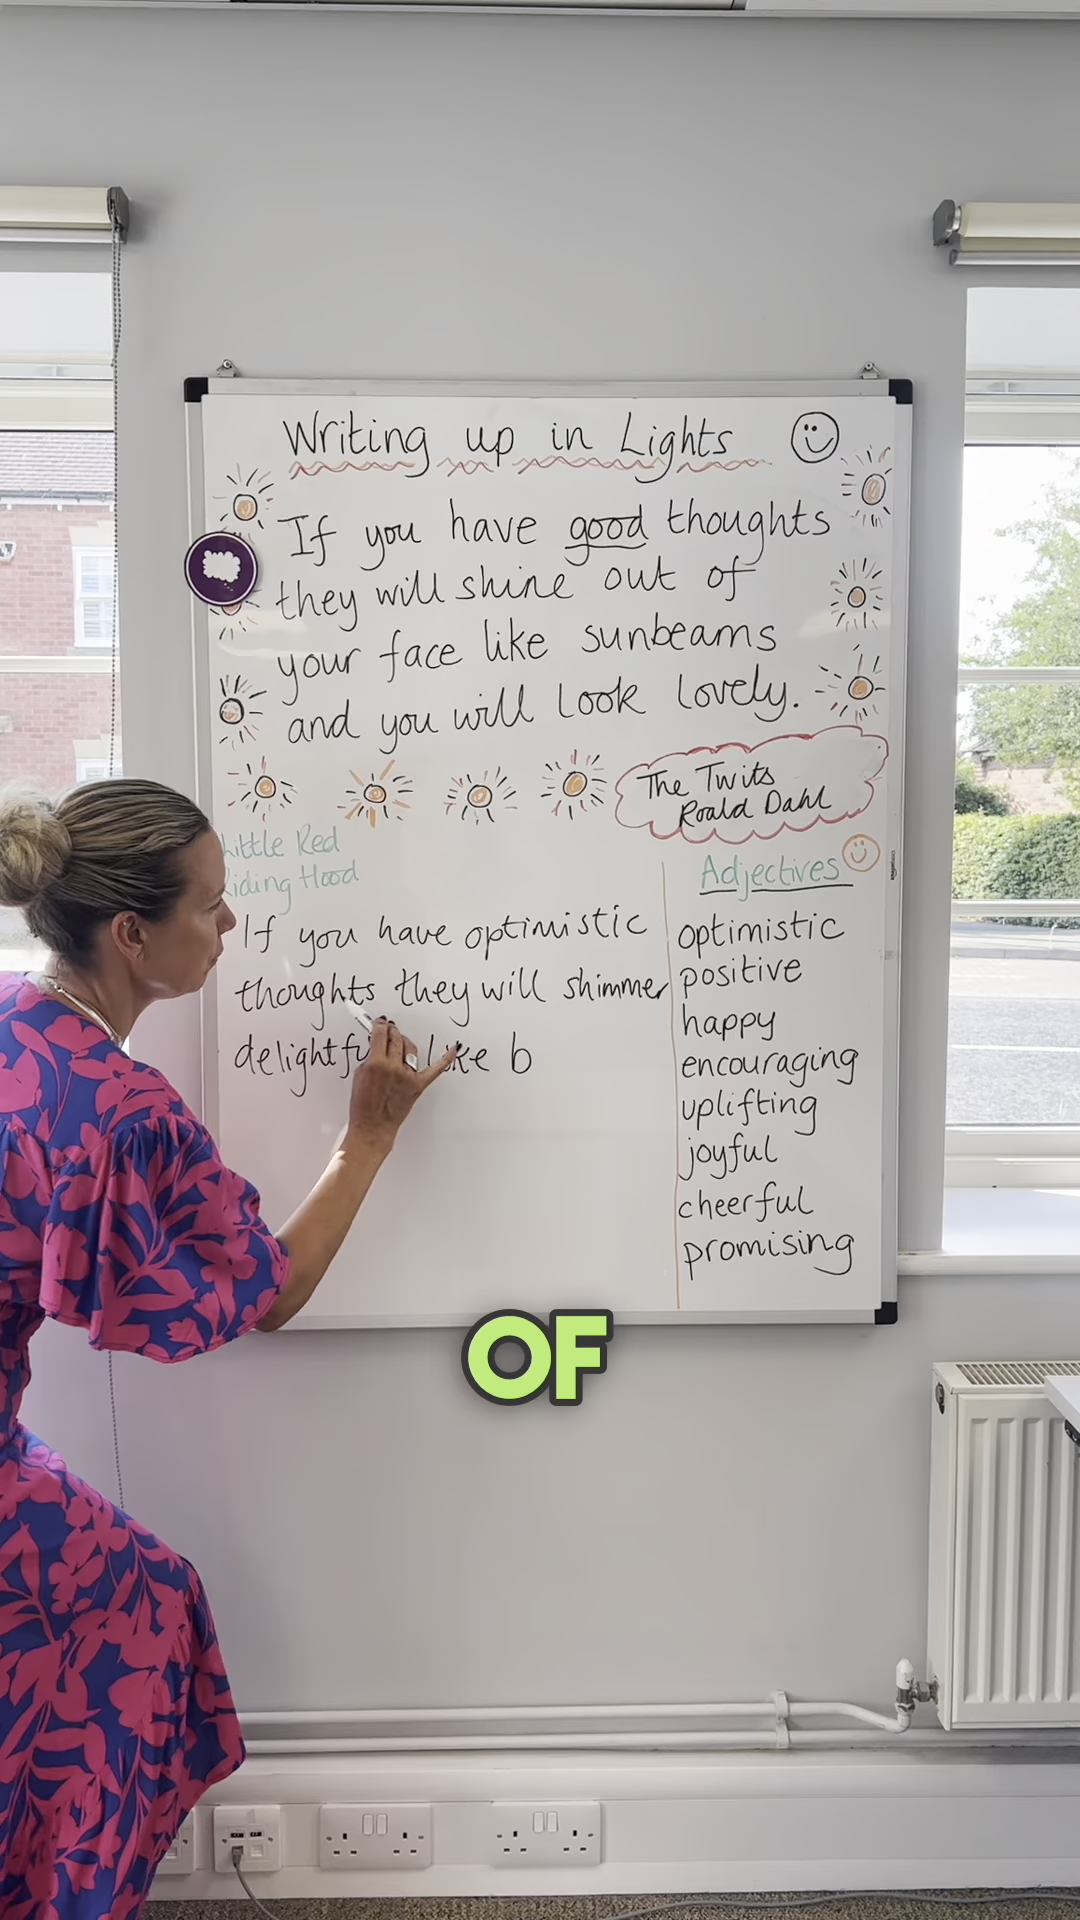 Writing up in Lights
If you have good thoughts
they will shine out of
your face like sunbeams
and you will look lovely.
The Twits
Roald Dahl
Little Red
Riding Hood
If you have optimistic
thoughts they will shimmer
delightfu like b
Adjectives
optimistic
positive
happy
encouraging
uplifting
joyful
cheerful
promising
OF